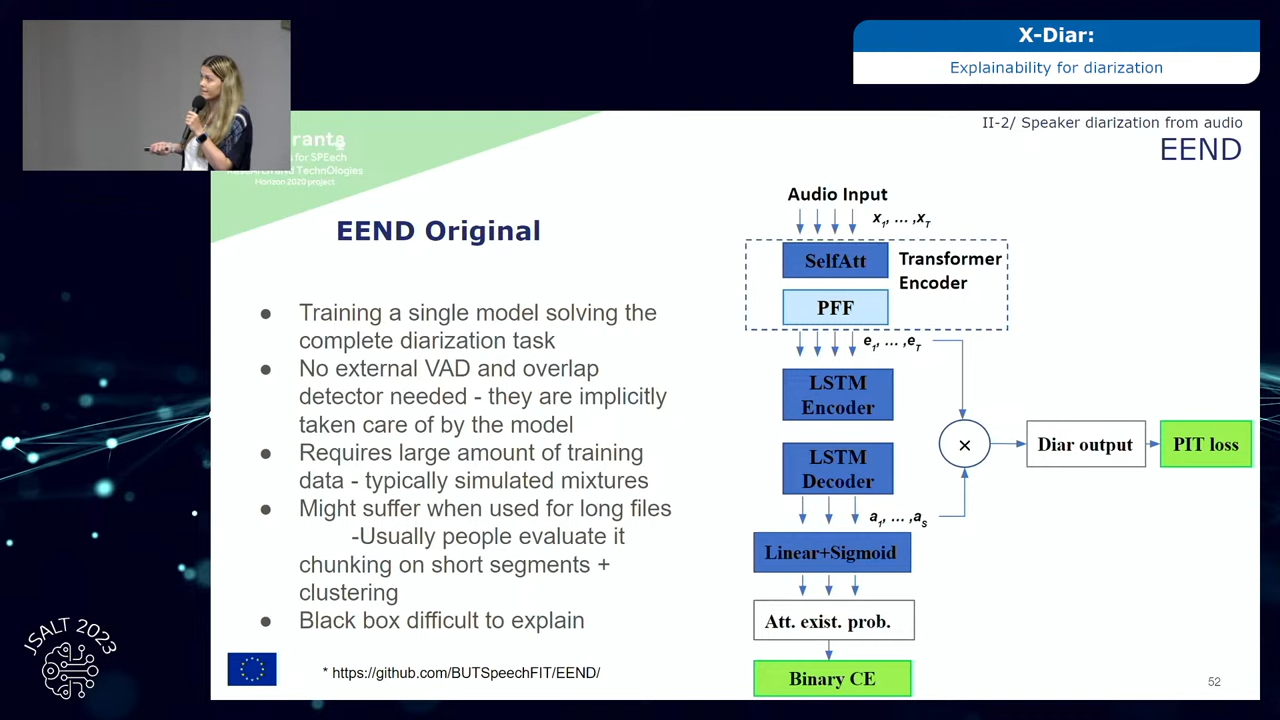 X-Diar:
Explainability for diarization
II-2/ Speaker diarization from audio
EEND
for SPEech
TechnOLogies
Horizon 2020 project
EEND Original
● Training a single model solving the
complete diarization task
● No external VAD and overlap
detector needed - they are implicitly
taken care of by the model
● Requires large amount of training
data - typically simulated mixtures
● Might suffer when used for long files
-Usually people evaluate it
chunking on short segments +
clustering
● Black box difficult to explain
* https://github.com/BUTSpeechFIT/EEND/
Audio Input
x1, ... ,xT
SelfAtt
Transformer
Encoder
PFF
e1, ... ,eT
LSTM
Encoder
LSTM
Decoder
×
Diar output
PIT loss
a1, ... ,aS
Linear+Sigmoid
Att. exist. prob.
Binary CE
52
JSALT 2023